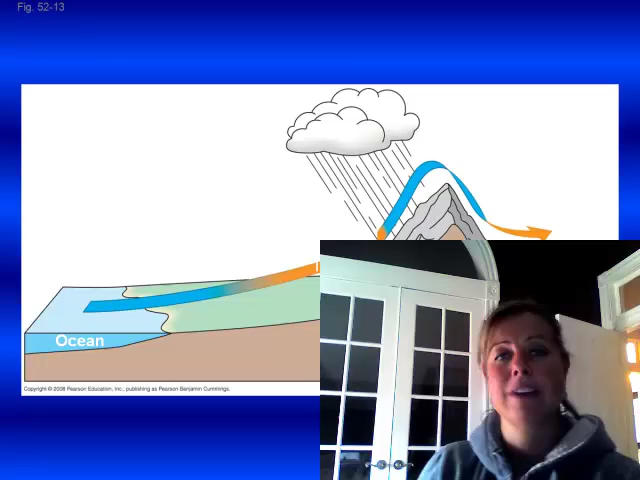 Fig. 52-13
Ocean
Copyright © 2008 Pearson Education, Inc., publishing as Pearson Benjamin Cummings.